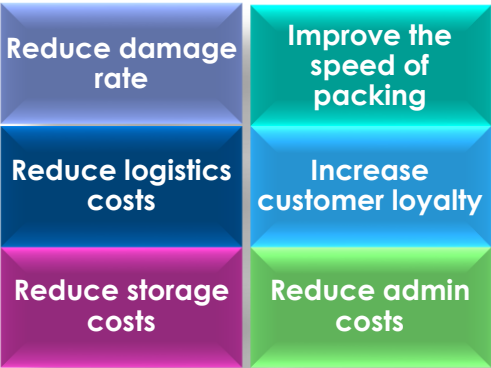 Reduce damage
rate
Improve the
speed of
packing
Reduce logistics
costs
Increase
customer loyalty
Reduce storage
costs
Reduce admin
costs